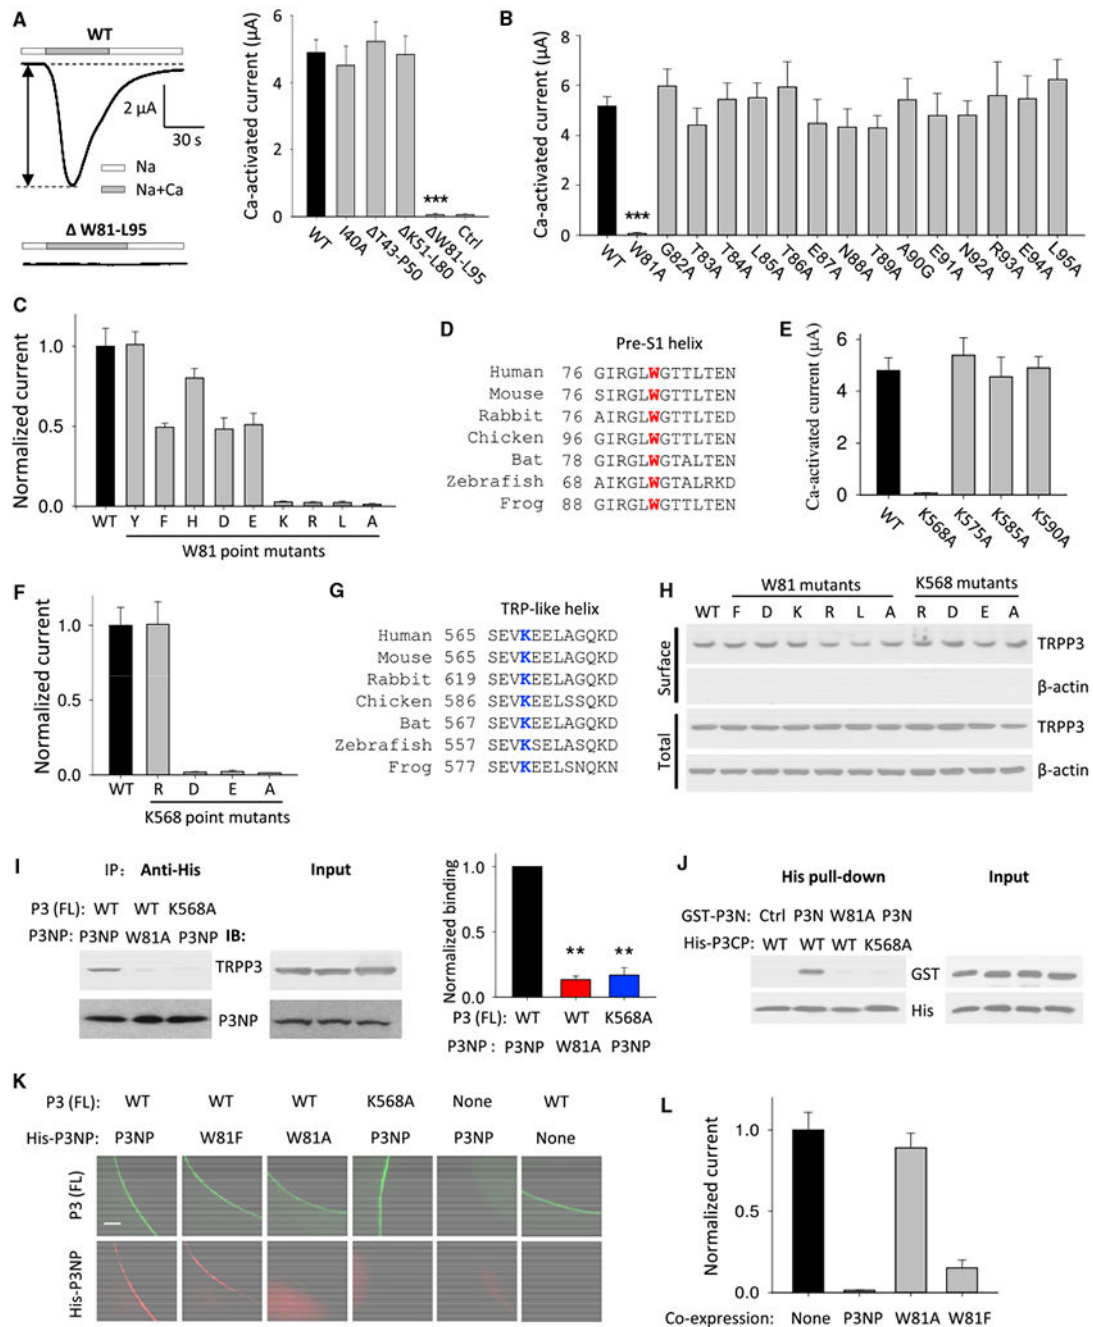 A
WT
2 µA
30 s
Na
Na+Ca
Δ W81-L95
Ca-activated current (µA)
6
4
2
0
WT
I40A
ΔT43-P50
ΔK51-L80
ΔW81-L95
Ctrl
***
B
Ca-activated current (µA)
8
6
4
2
0
***
WT
W81A
G82A
T83A
T84A
L85A
T86A
E87A
N88A
T89A
A90G
E91A
N92A
R93A
E94A
L95A
C
Normalized current
1.0
0.5
0.0
WT Y F H D E K R L A
W81 point mutants
D
Pre-S1 helix
Human 76 GIRGLWGTTLTEN
Mouse 76 SIRGLWGTTLTEN
Rabbit 76 AIRGLWGTTLTED
Chicken 96 GIRGLWGTTLTEN
Bat 78 GIRGLWGTALTEN
Zebrafish 68 AIKGLWGTALRKD
Frog 88 GIRGLWGTTLTEN
E
Ca-activated current (µA)
6
4
2
0
WT
K568A
K575A
K585A
K590A
F
Normalized current
1.0
0.5
0.0
WT R D E A
K568 point mutants
G
TRP-like helix
Human 565 SEVKEELAGQKD
Mouse 565 SEVKEELAGQKD
Rabbit 619 SEVKEELAGQKD
Chicken 586 SEVKEELSSQKD
Bat 567 SEVKEELAGQKD
Zebrafish 557 SEVKSELASQKD
Frog 577 SEVKEELSNQKN
H
W81 mutants K568 mutants
WT F D K R L A R D E A
Surface
TRPP3
β-actin
Total
TRPP3
β-actin
I
IP: Anti-His Input
P3 (FL): WT WT K568A
P3NP: P3NP W81A P3NP IB:
TRPP3
P3NP
Normalized binding
1.0
0.5
0.0
** **
P3 (FL): WT WT K568A
P3NP : P3NP W81A P3NP
J
His pull-down Input
GST-P3N: Ctrl P3N W81A P3N
His-P3CP: WT WT WT K568A
GST
His
K
P3 (FL): WT WT WT K568A None WT
His-P3NP: P3NP W81F W81A P3NP P3NP None
P3 (FL)
His-P3NP
L
Normalized current
1.0
0.5
0.0
Co-expression: None P3NP W81A W81F